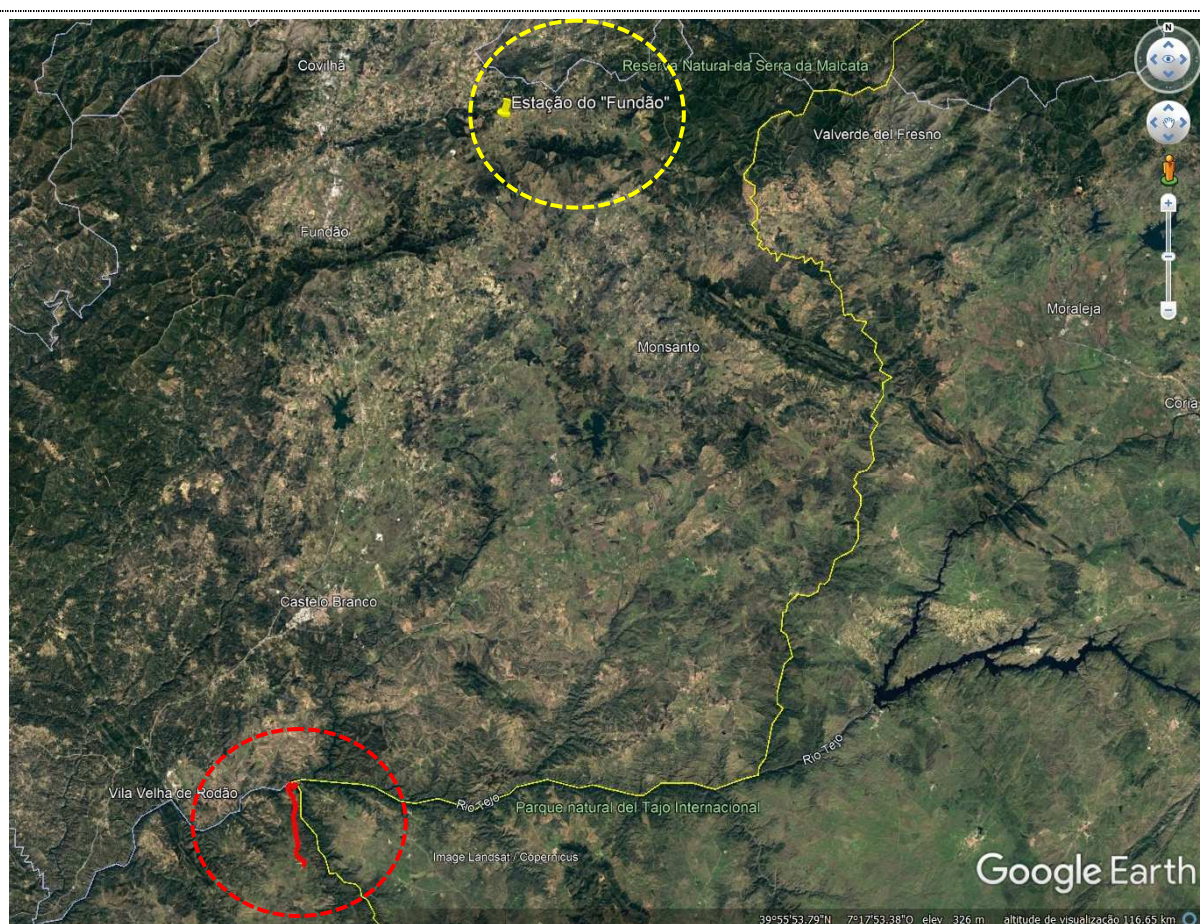 N
Covilhã
Reserva Natural da Serra da Malcata
Estação do "Fundão"
Valverde del Fresno
Fundão
Moraleja
Monsanto
Coria
Castelo Branco
Rio Tejo
Vila Velha de Rodão
Rio Tejo
Parque natural del Tajo Internacional
Image Landsat / Copernicus
Google Earth
39°55'53.79"N 7°17'53.38"O elev 326 m altitude de visualização 116.65 km